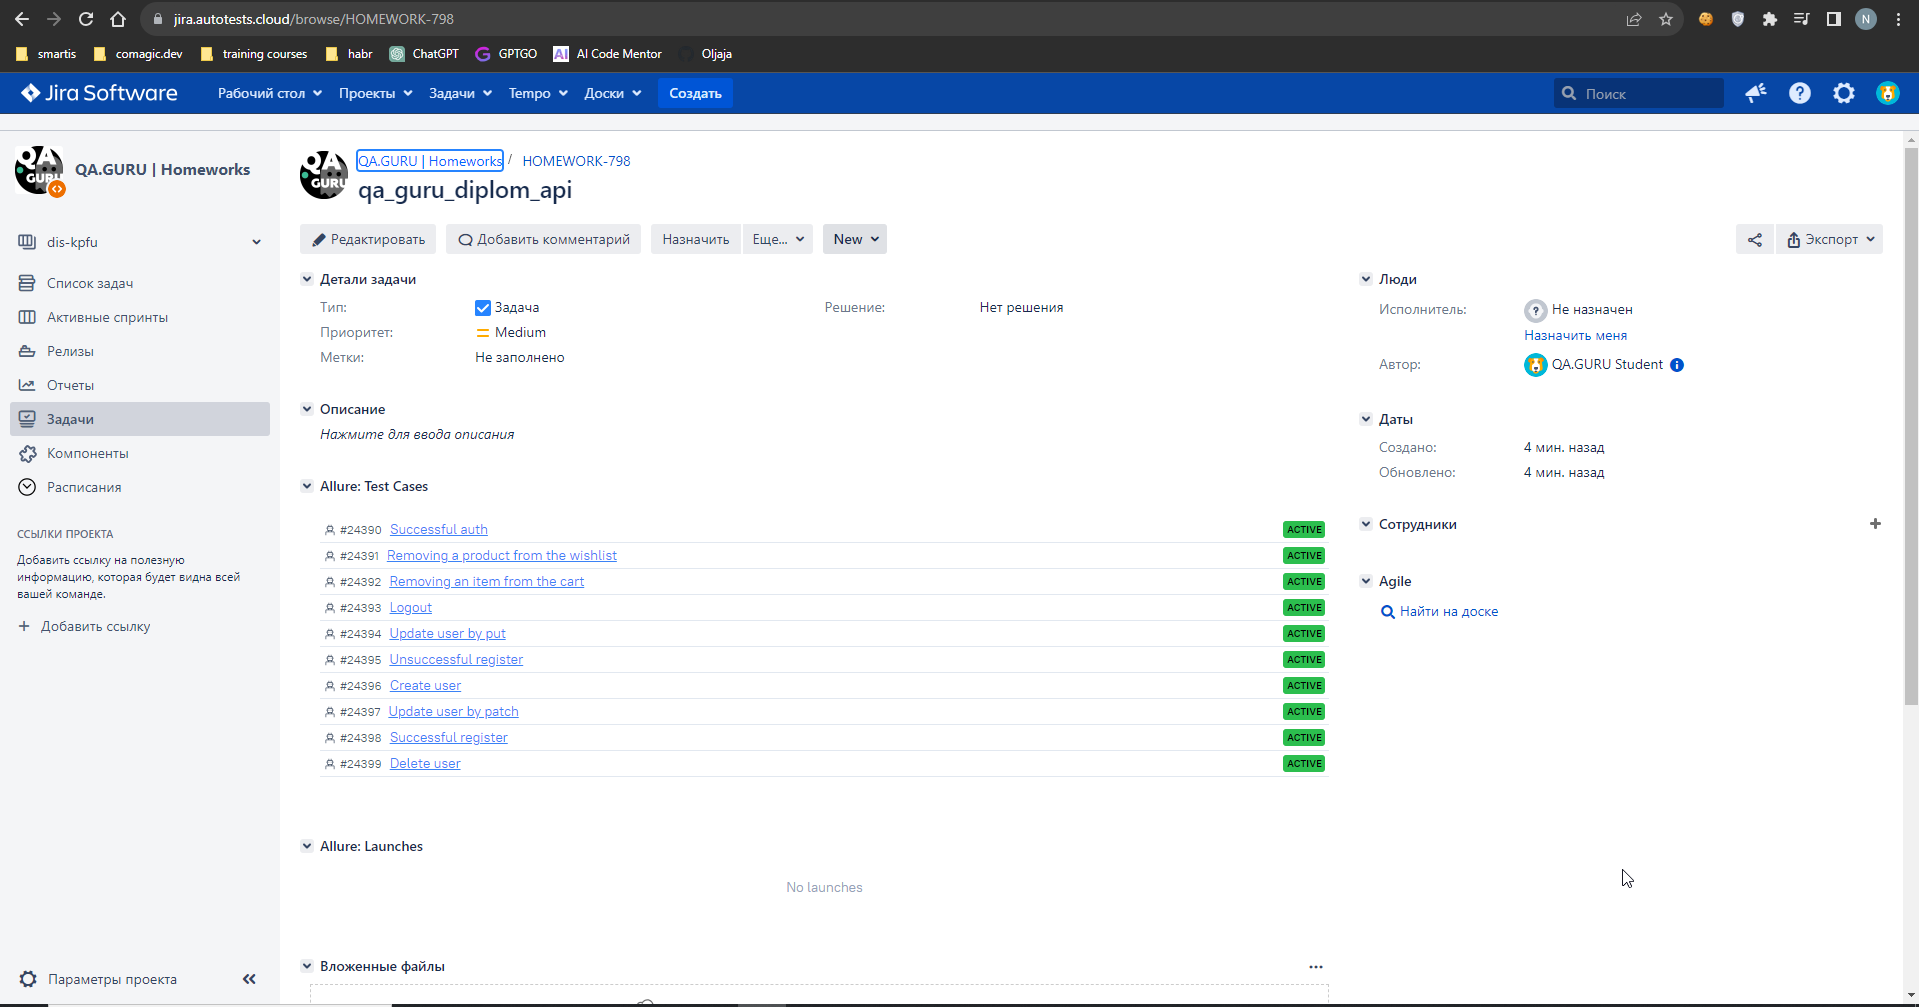 jira.autotests.cloud/browse/HOMEWORK-798
N
smartis comagic.dev training courses habr ChatGPT GPTGO AI AI Code Mentor Oljaja
Jira Software Рабочий стол Проекты Задачи Tempo Доски Создать Поиск
QA GURU
QA.GURU | Homeworks
dis-kpfu
Список задач
Активные спринты
Релизы
Отчеты
Задачи
Компоненты
Расписания
ССЫЛКИ ПРОЕКТА
Добавить ссылку на полезную
информацию, которая будет видна всей
вашей команде.
Добавить ссылку
Параметры проекта
QA GURU
QA.GURU | Homeworks / HOMEWORK-798
qa_guru_diplom_api
Редактировать Добавить комментарий Назначить Еще... New Экспорт
Детали задачи
Тип: Задача Решение: Нет решения
Приоритет: Medium
Метки: Не заполнено
Описание
Нажмите для ввода описания
Allure: Test Cases
#24390 Successful auth ACTIVE
#24391 Removing a product from the wishlist ACTIVE
#24392 Removing an item from the cart ACTIVE
#24393 Logout ACTIVE
#24394 Update user by put ACTIVE
#24395 Unsuccessful register ACTIVE
#24396 Create user ACTIVE
#24397 Update user by patch ACTIVE
#24398 Successful register ACTIVE
#24399 Delete user ACTIVE
Allure: Launches
No launches
Вложенные файлы
Люди
Исполнитель: Не назначен
Назначить меня
Автор: QA.GURU Student
Даты
Создано: 4 мин. назад
Обновлено: 4 мин. назад
Сотрудники
Agile
Найти на доске